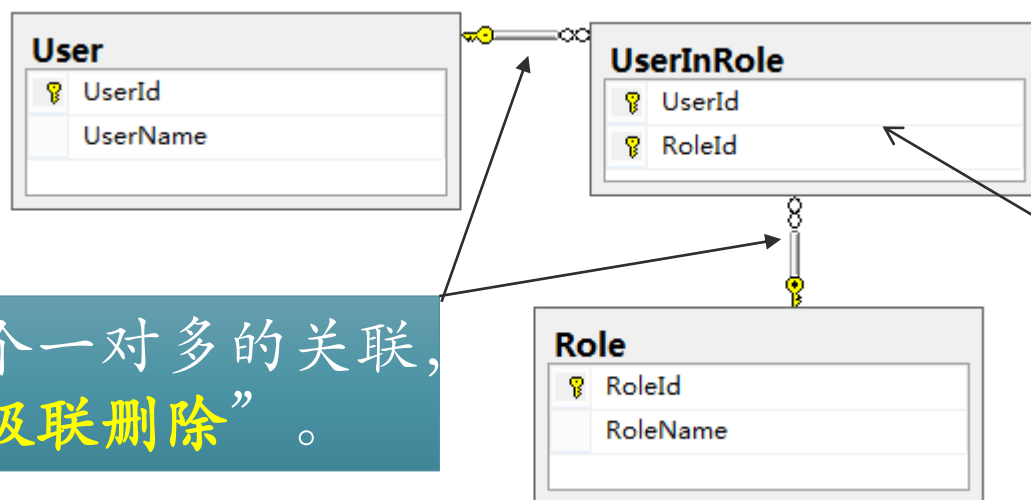 User
UserId
UserName
UserInRole
UserId
RoleId
个一对多的关联，
级联删除”。
Role
RoleId
RoleName